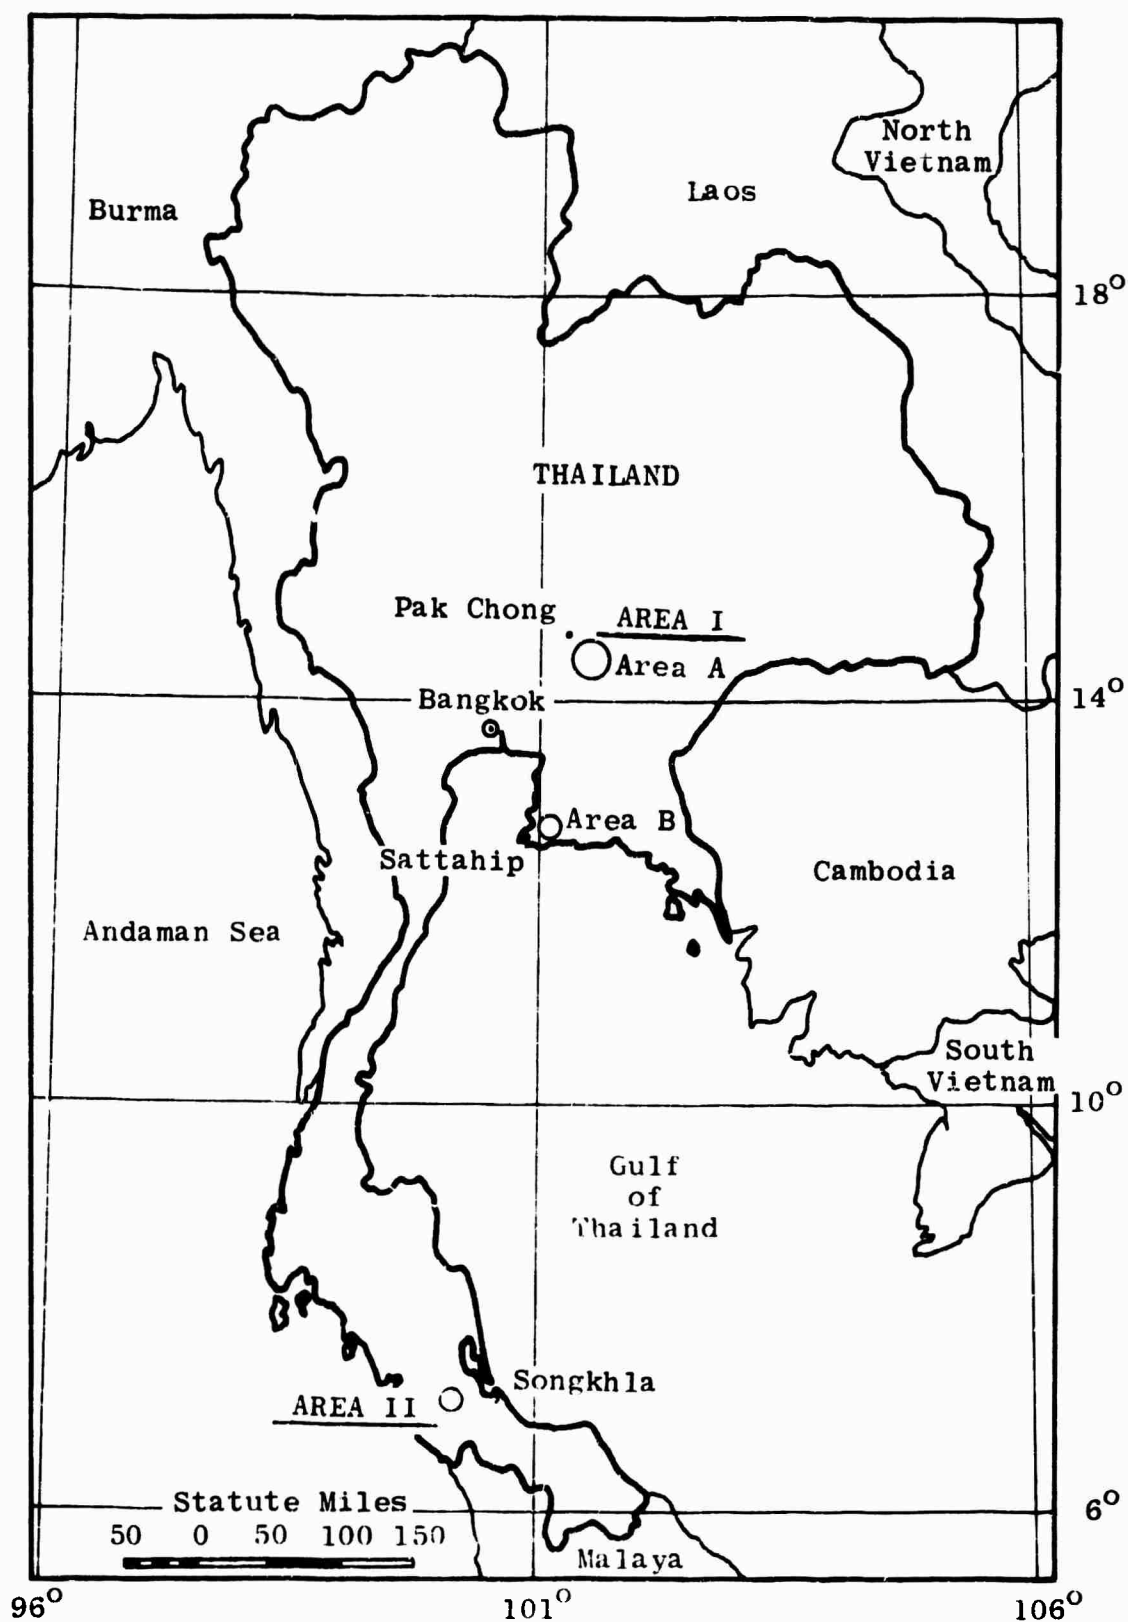 North
Vietnam
Laos
Burma
18°
THAILAND
Pak Chong
AREA I
Area A
14°
Bangkok
Area B
Sattahip
Cambodia
Andaman Sea
South
Vietnam
10°
Gulf
of
Thailand
Songkhla
AREA II
Statute Miles
6°
50 0 50 100 150
Malaya
96° 101° 106°